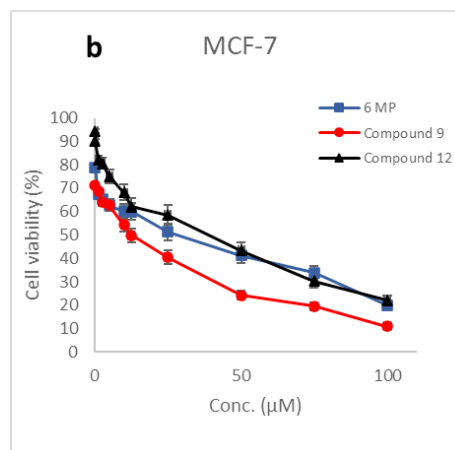 b
MCF-7
6 MP
Compound 9
Compound 12
Cell viability (%)
100
90
80
70
60
50
40
30
20
10
0
0 50 100
Conc. (µM)